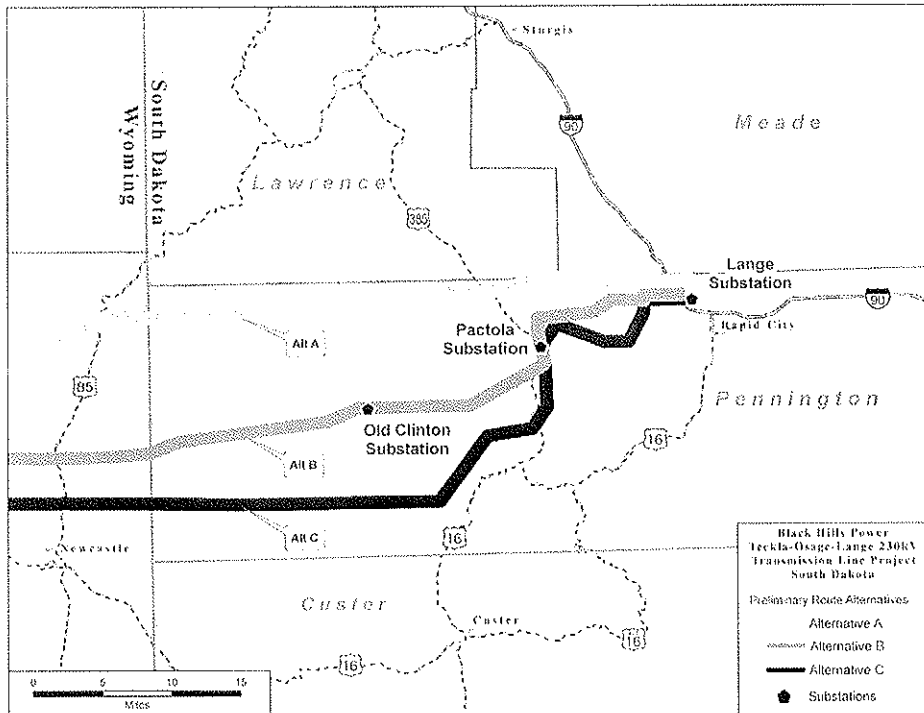 Sturgis
90
Meade
South Dakota
Wyoming
Lawrence
385
Lange
Substation
90
Rapid City
Pactola
Substation
Alt A
85
Pennington
Old Clinton
Substation
16
Alt B
Alt C
16
Newcastle
Custer
Custer
16
16
0 5 10 15
Miles
Black Hills Power
Teckla-Osage-Lange 230kV
Transmission Line Project
South Dakota
Preliminary Route Alternatives
Alternative A
Alternative B
Alternative C
Substations